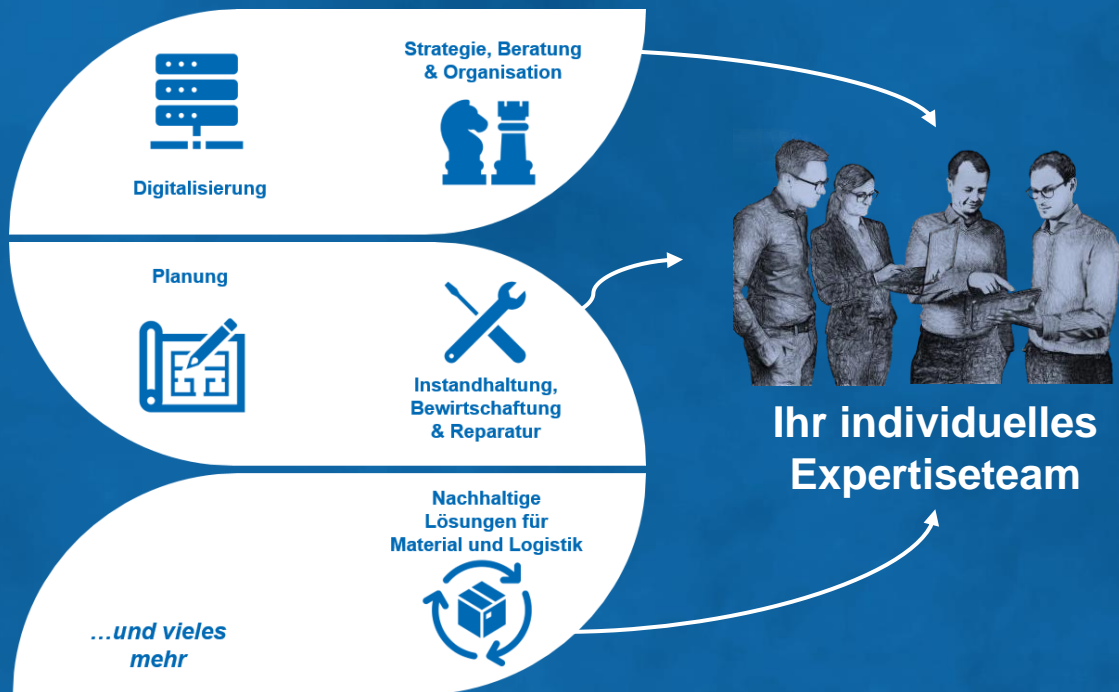 Strategie, Beratung
& Organisation
Digitalisierung
Planung
Instandhaltung,
Bewirtschaftung
& Reparatur
Ihr individuelles
Expertiseteam
Nachhaltige
Lösungen für
Material und Logistik
...und vieles
mehr